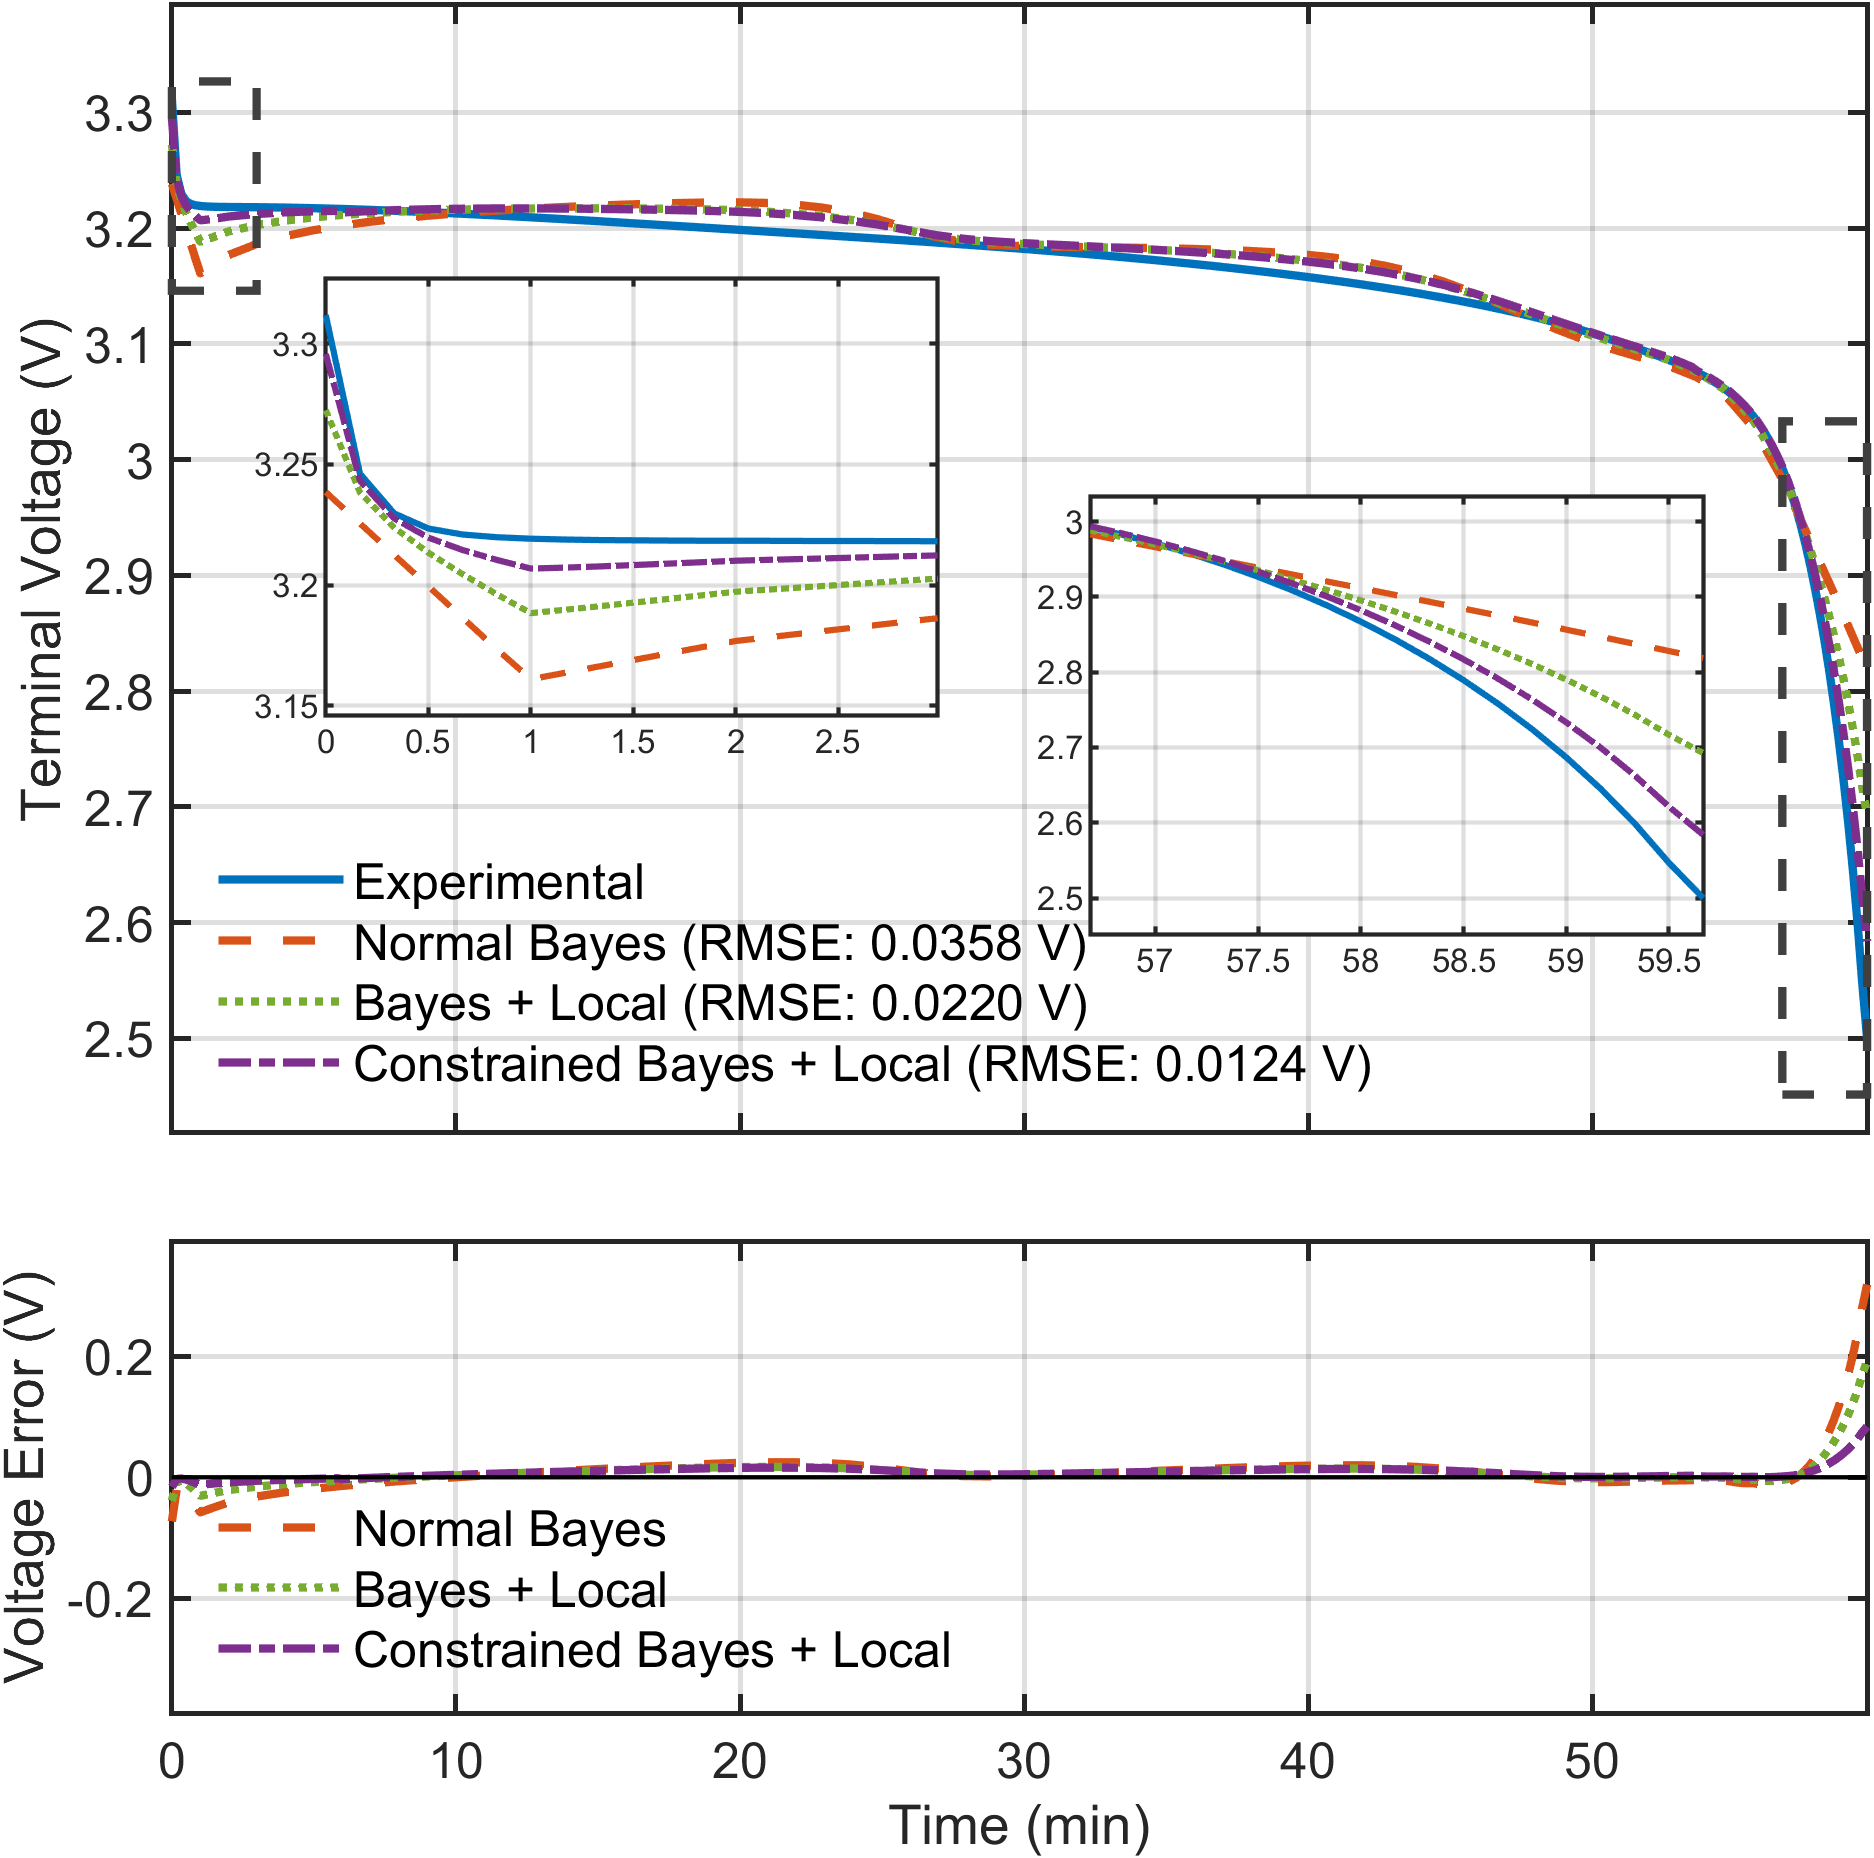 Terminal Voltage (V)
3.3
3.2
3.1
3
2.9
2.8
2.7
2.6
2.5
3.3
3.25
3.2
3.15
0 0.5 1 1.5 2 2.5
3
2.9
2.8
2.7
2.6
2.5
57 57.5 58 58.5 59 59.5
Experimental
Normal Bayes (RMSE: 0.0358 V)
Bayes + Local (RMSE: 0.0220 V)
Constrained Bayes + Local (RMSE: 0.0124 V)
Voltage Error (V)
0.2
0
-0.2
Normal Bayes
Bayes + Local
Constrained Bayes + Local
0 10 20 30 40 50
Time (min)